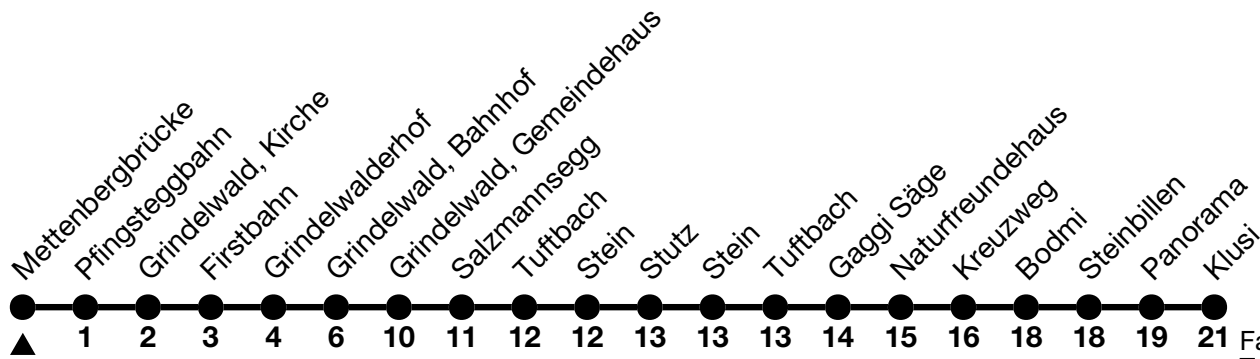 Mettenbergbrücke
Pfingsteggbahn
Grindelwald, Kirche
Firstbahn
Grindelwalderhof
Grindelwald, Bahnhof
Grindelwald, Gemeindehaus
Salzmannsegg
Tuftbach
Stein
Stutz
Stein
Tuftbach
Gaggi Säge
Naturfreundehaus
Kreuzweg
Bodmi
Steinbillen
Panorama
Klusi
1 2 3 4 6 10 11 12 12 13 13 13 14 15 16 18 18 19 21